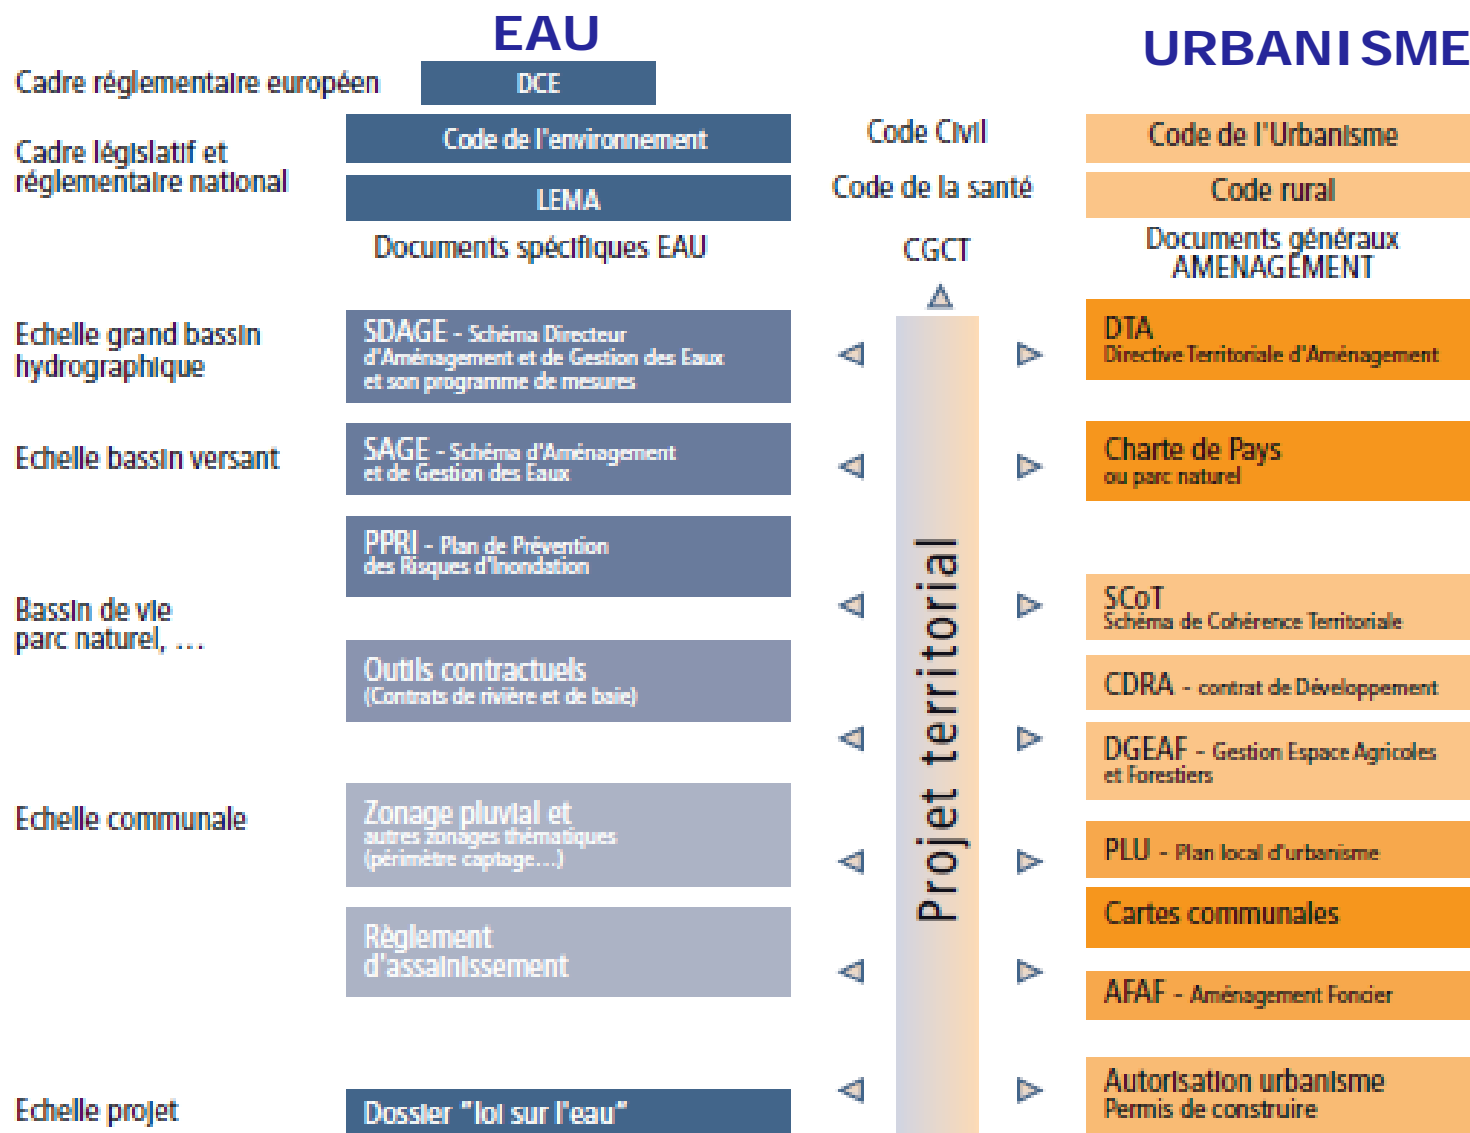 EAU
URBANISME
Cadre réglementaire européen
DCE
Cadre législatif et
réglementaire national
Code de l'environnement
Code Civil
Code de l'Urbanisme
LEMA
Code de la santé
Code rural
Documents spécifiques EAU
CGCT
Documents généraux
AMENAGEMENT
Echelle grand bassin
hydrographique
SDAGE - Schéma Directeur
d'Aménagement et de Gestion des Eaux
et son programme de mesures
DTA
Directive Territoriale d'Aménagement
Echelle bassin versant
SAGE - Schéma d'Aménagement
et de Gestion des Eaux
Charte de Pays
ou parc naturel
PPRI - Plan de Prévention
des Risques d'Inondation
Bassin de vie
parc naturel, ...
SCoT
Schéma de Cohérence Territoriale
Outils contractuels
(Contrats de rivière et de baie)
CDRA - contrat de Développement
DGEAF - Gestion Espace Agricoles
et Forestiers
Projet territorial
Echelle communale
Zonage pluvial et
autres zonages thématiques
(périmètre captage...)
PLU - Plan local d'urbanisme
Cartes communales
Règlement
d'assainissement
AFAF - Aménagement Foncier
Echelle projet
Dossier "loi sur l'eau"
Autorisation urbanisme
Permis de construire